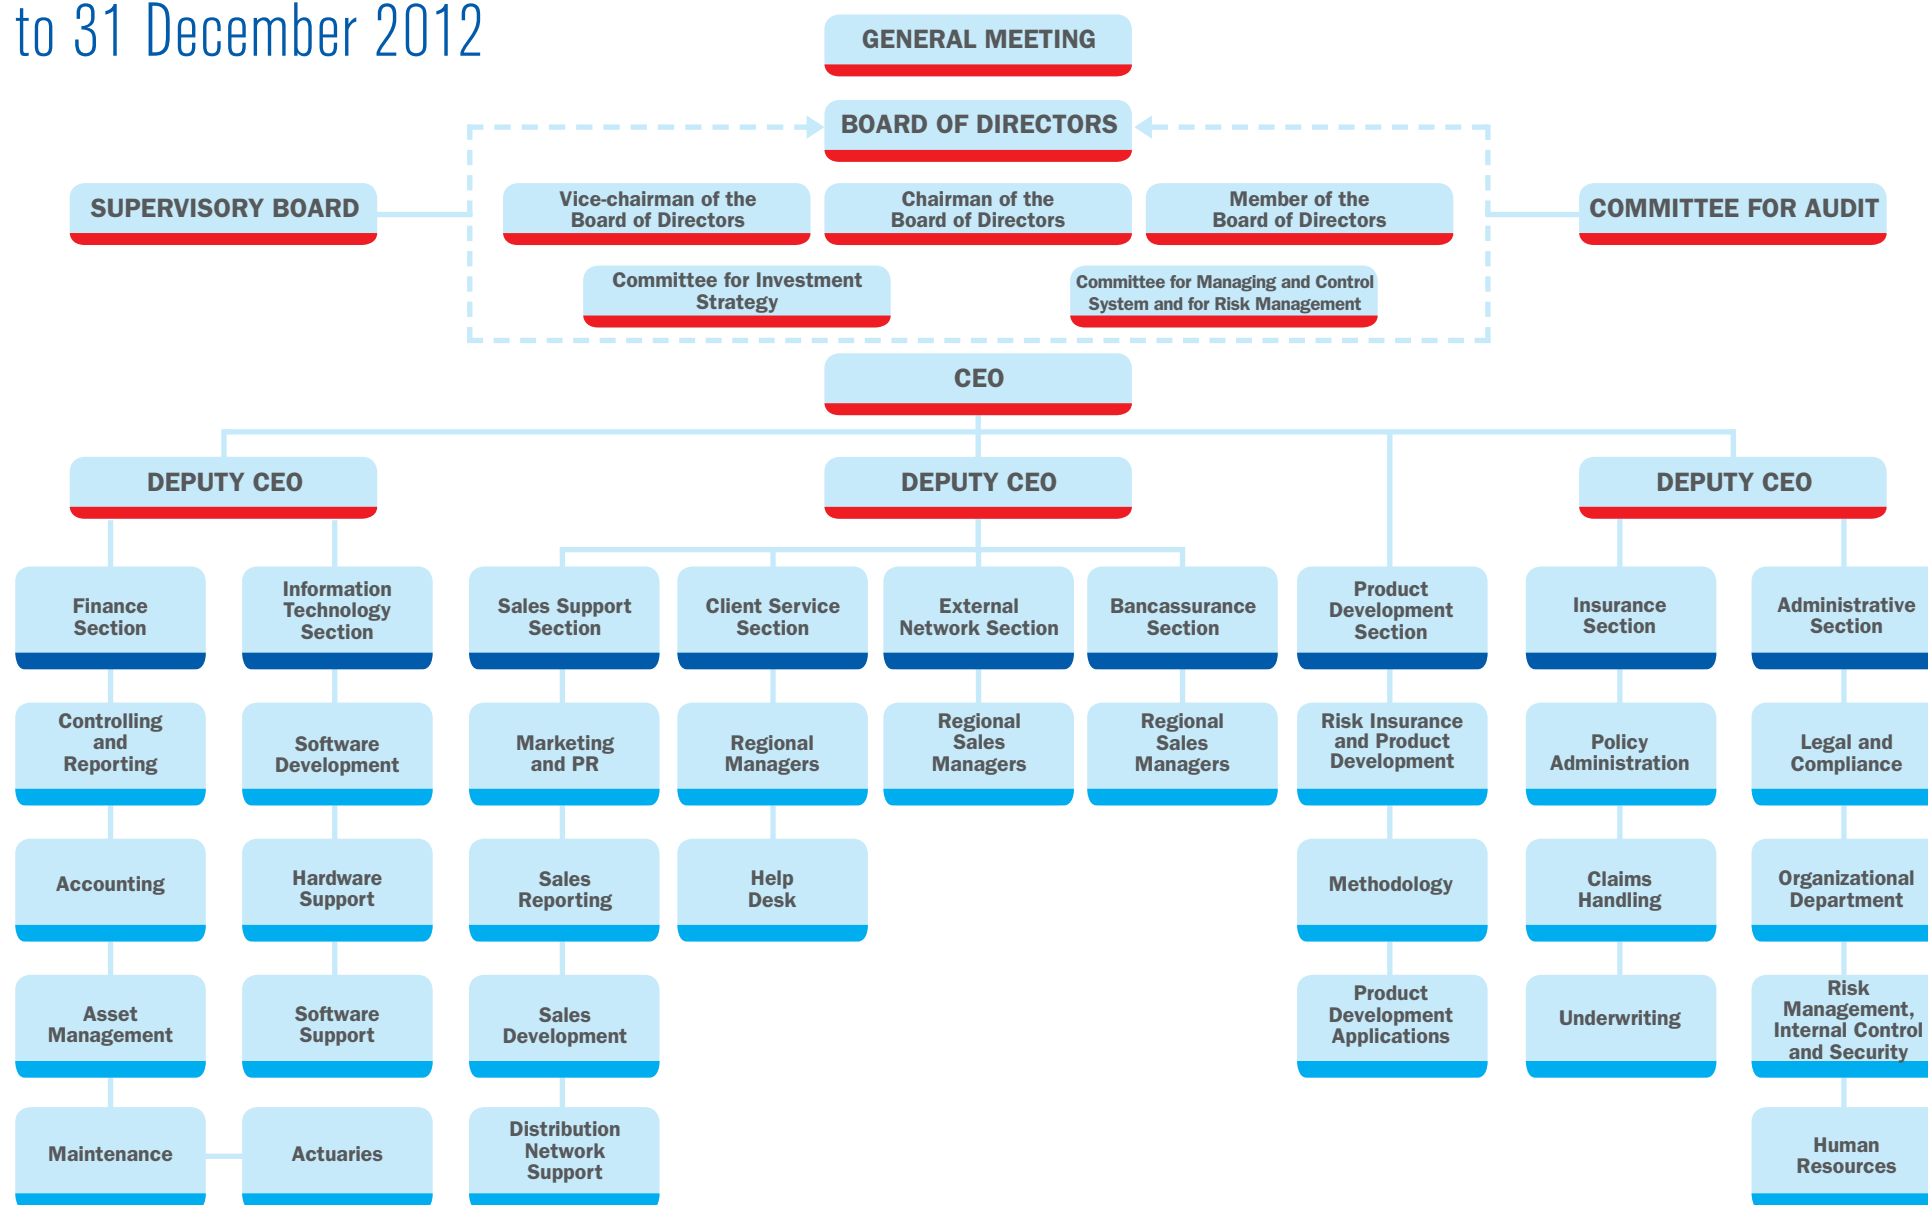 to 31 December 2012
GENERAL MEETING
BOARD OF DIRECTORS
SUPERVISORY BOARD
Vice-chairman of the
Board of Directors
Chairman of the
Board of Directors
Member of the
Board of Directors
COMMITTEE FOR AUDIT
Committee for Investment
Strategy
Committee for Managing and Control
System and for Risk Management
CEO
DEPUTY CEO
DEPUTY CEO
DEPUTY CEO
Finance
Section
Information
Technology
Section
Sales Support
Section
Client Service
Section
External
Network Section
Bancassurance
Section
Product
Development
Section
Insurance
Section
Administrative
Section
Controlling
and
Reporting
Software
Development
Marketing
and PR
Regional
Managers
Regional
Sales
Managers
Regional
Sales
Managers
Risk Insurance
and Product
Development
Policy
Administration
Legal and
Compliance
Accounting
Hardware
Support
Sales
Reporting
Help
Desk
Methodology
Claims
Handling
Organizational
Department
Asset
Management
Software
Support
Sales
Development
Product
Development
Applications
Underwriting
Risk
Management,
Internal Control
and Security
Maintenance
Actuaries
Distribution
Network
Support
Human
Resources